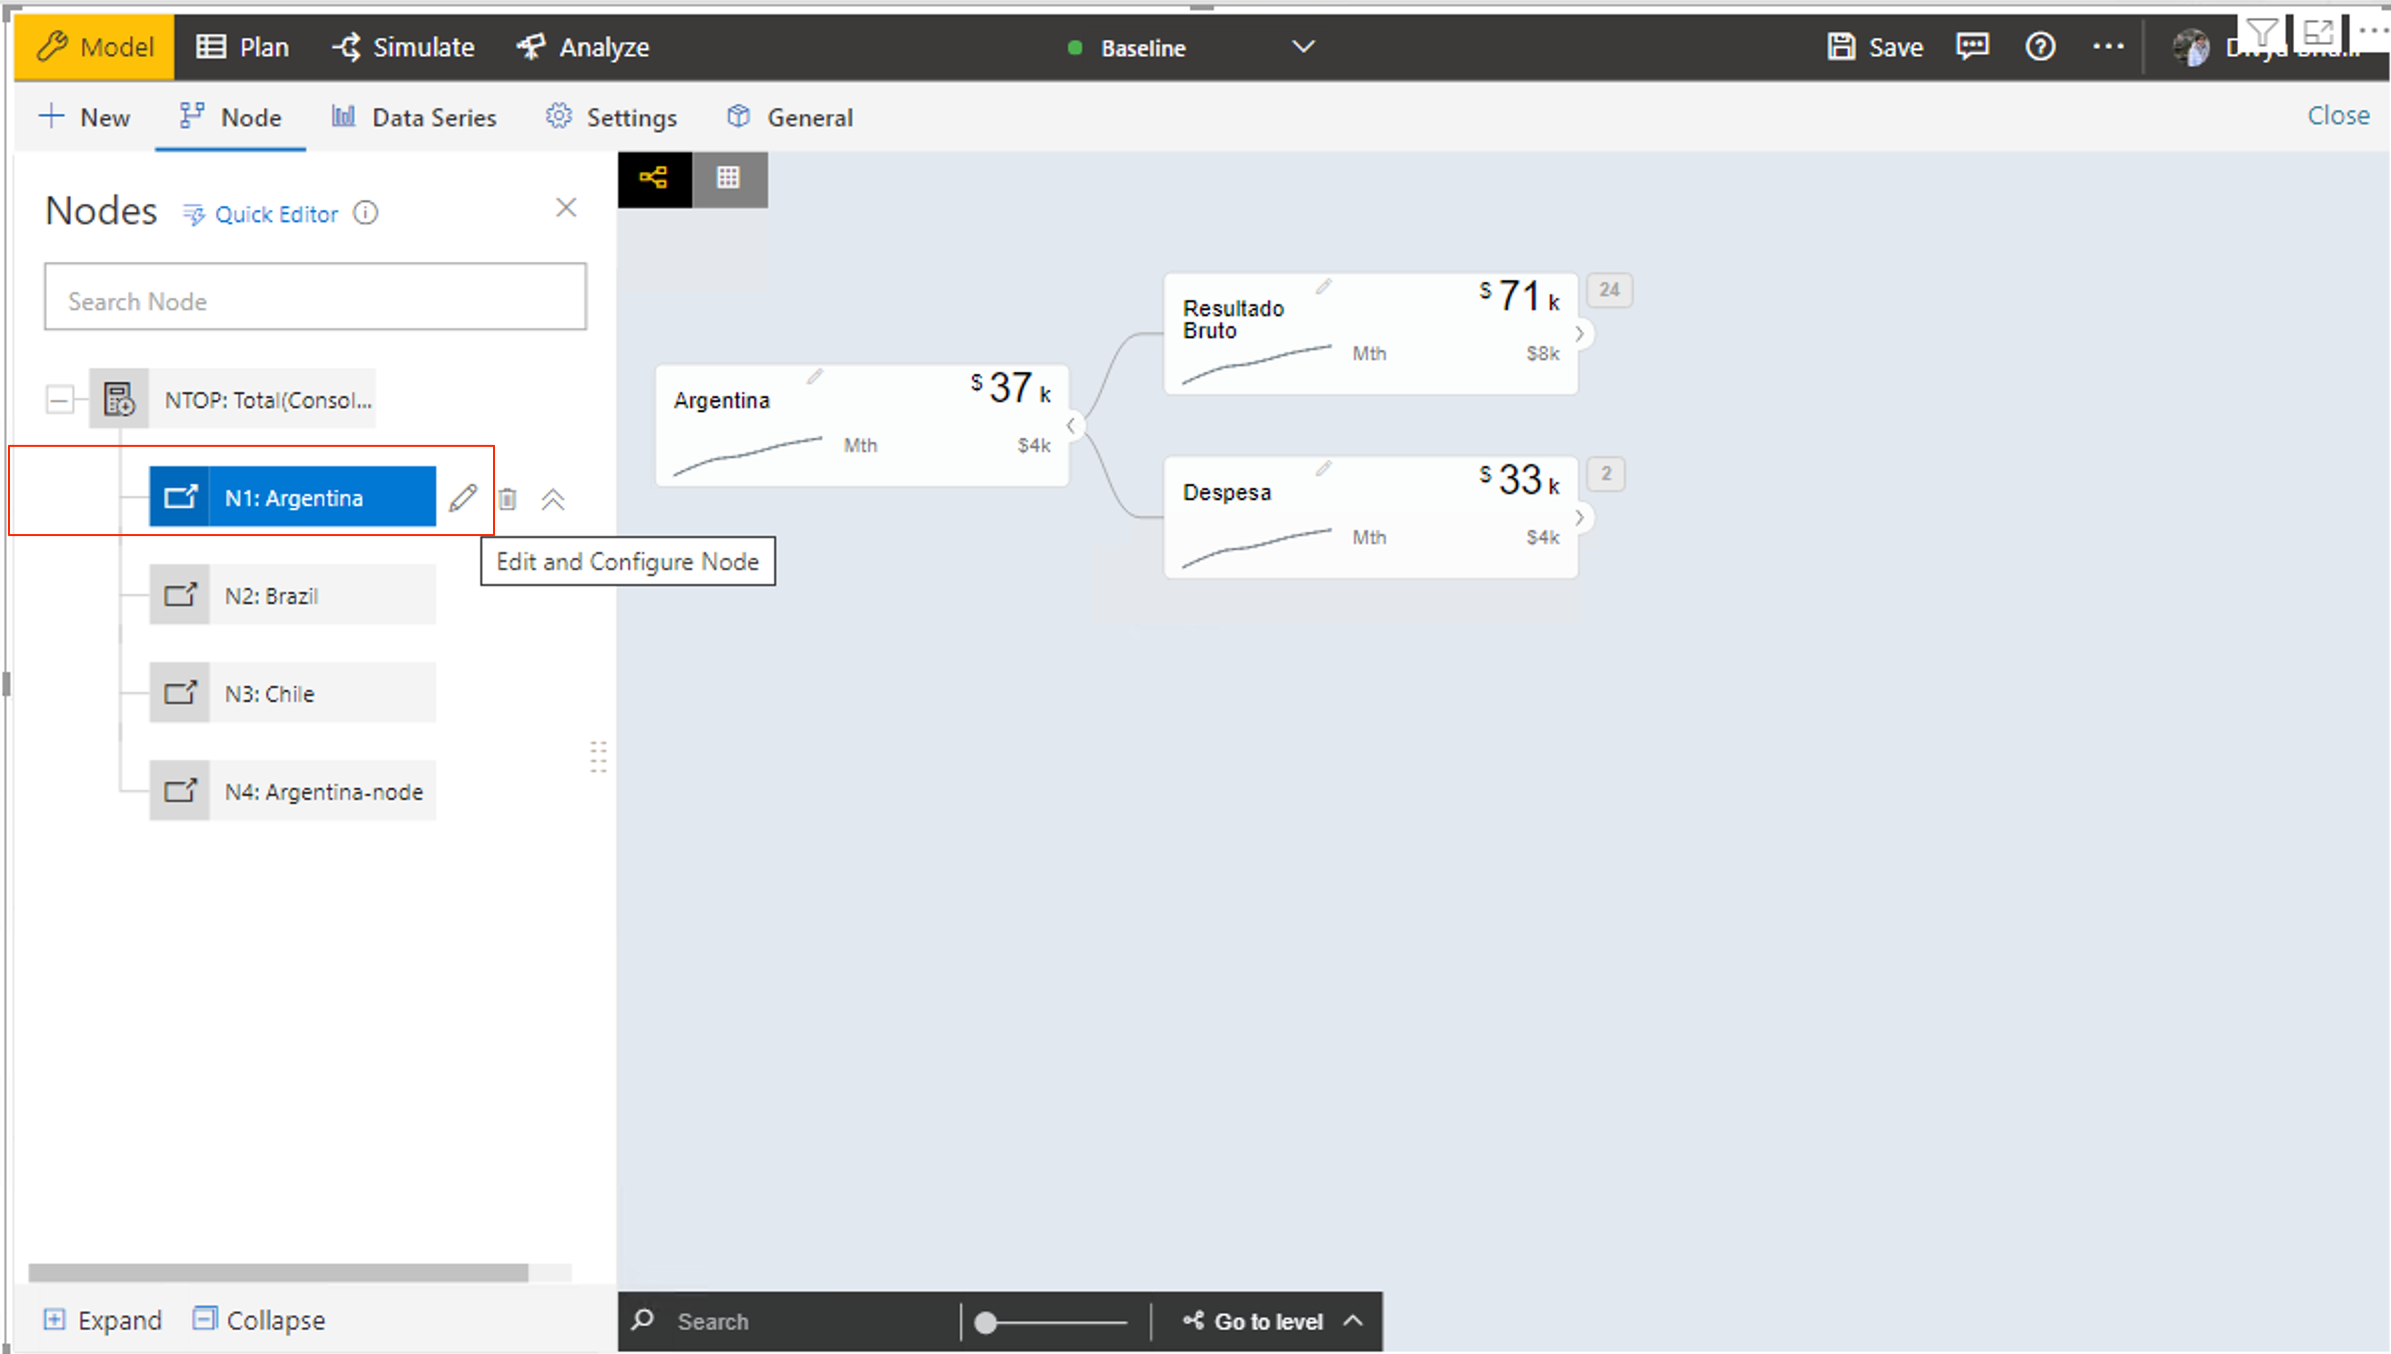 Model Plan Simulate Analyze Baseline Save
New Node Data Series Settings General Close
Nodes Quick Editor
Search Node
NTOP: Total(Consol...
N1: Argentina
Edit and Configure Node
N2: Brazil
N3: Chile
N4: Argentina-node
Expand Collapse
Argentina
$ 37 k
Mth $4k
Resultado
Bruto
$ 71 k
24
Mth $8k
Despesa
$ 33 k
2
Mth $4k
Search Go to level